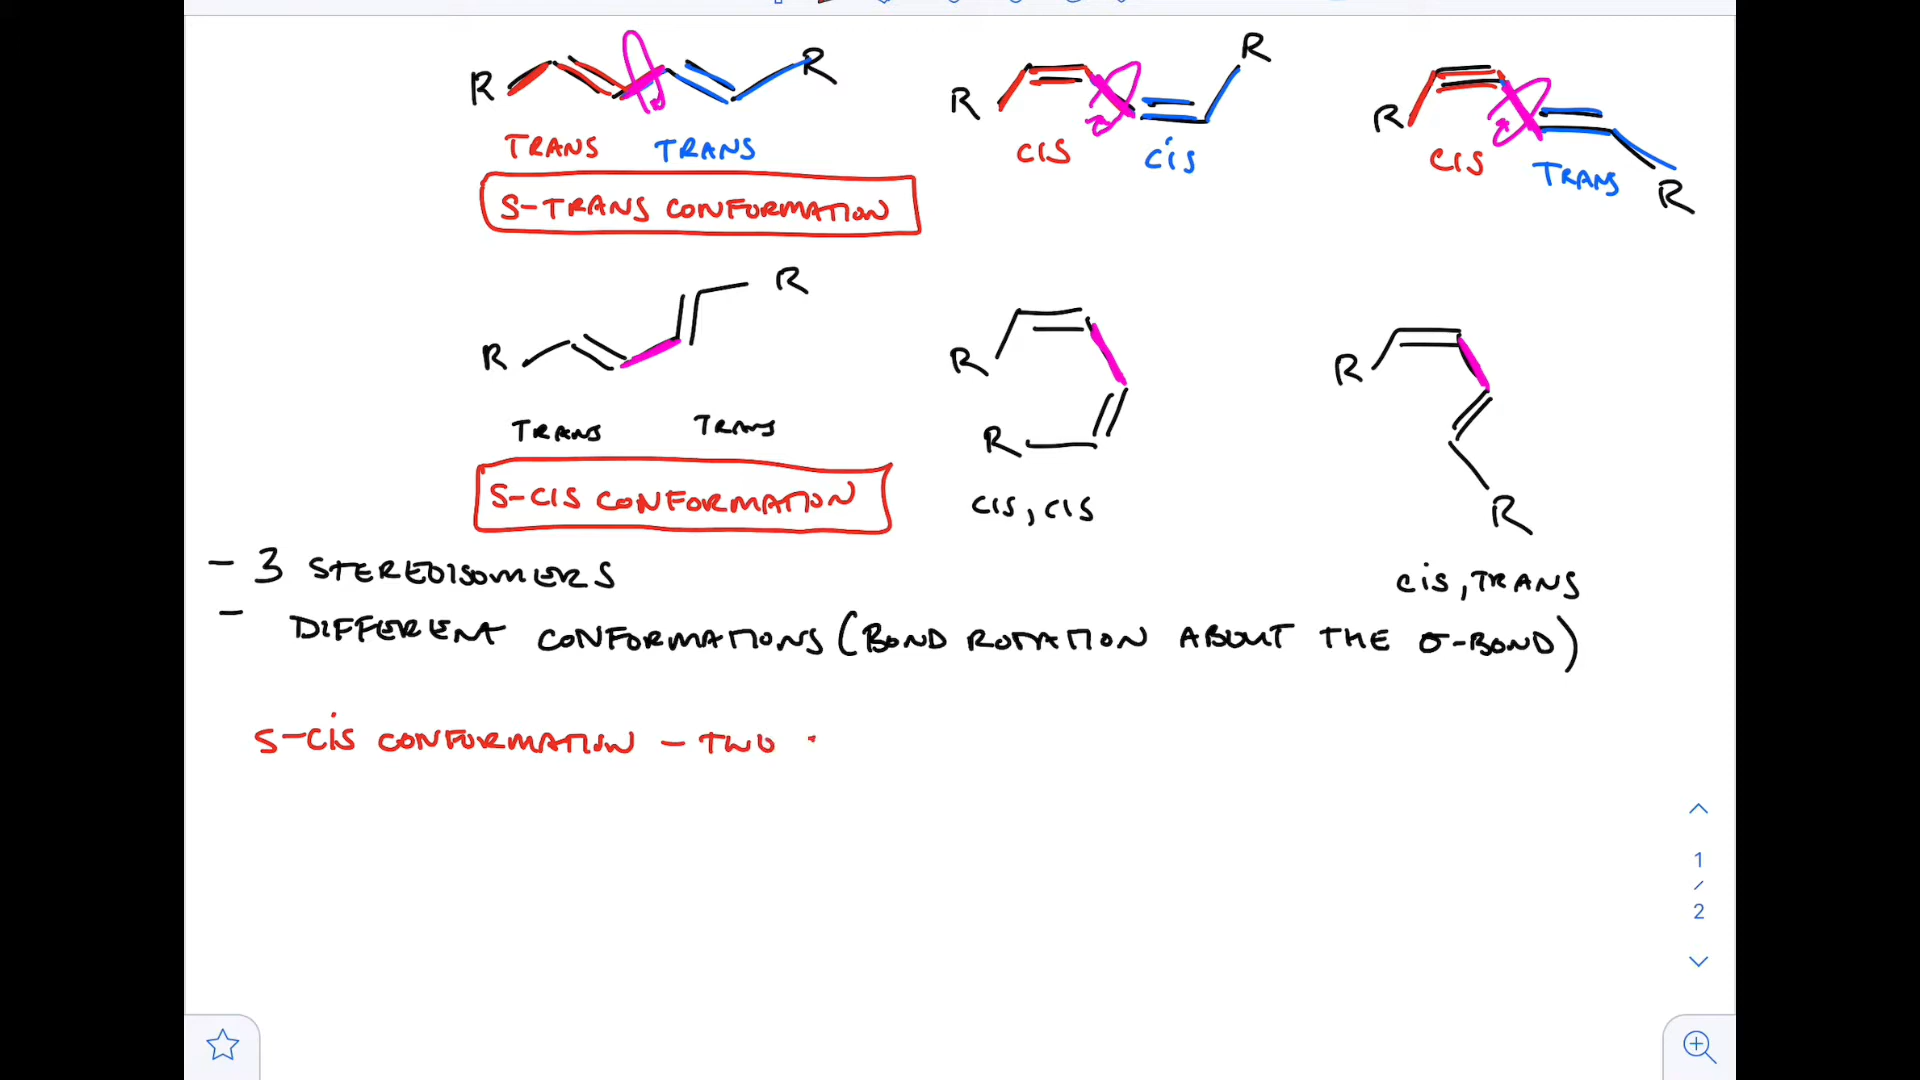 R R
TRANS TRANS
S-TRANS CONFORMATION
R R
CIS CIS
R R
CIS TRANS
R R
TRANS TRANS
S-CIS CONFORMATION
R
R
CIS, CIS
R
R
CIS, TRANS
- 3 STEREOISOMERS
- DIFFERENT CONFORMATIONS (BOND ROTATION ABOUT THE σ-BOND)
S-CIS CONFORMATION - TWO
1
/
2